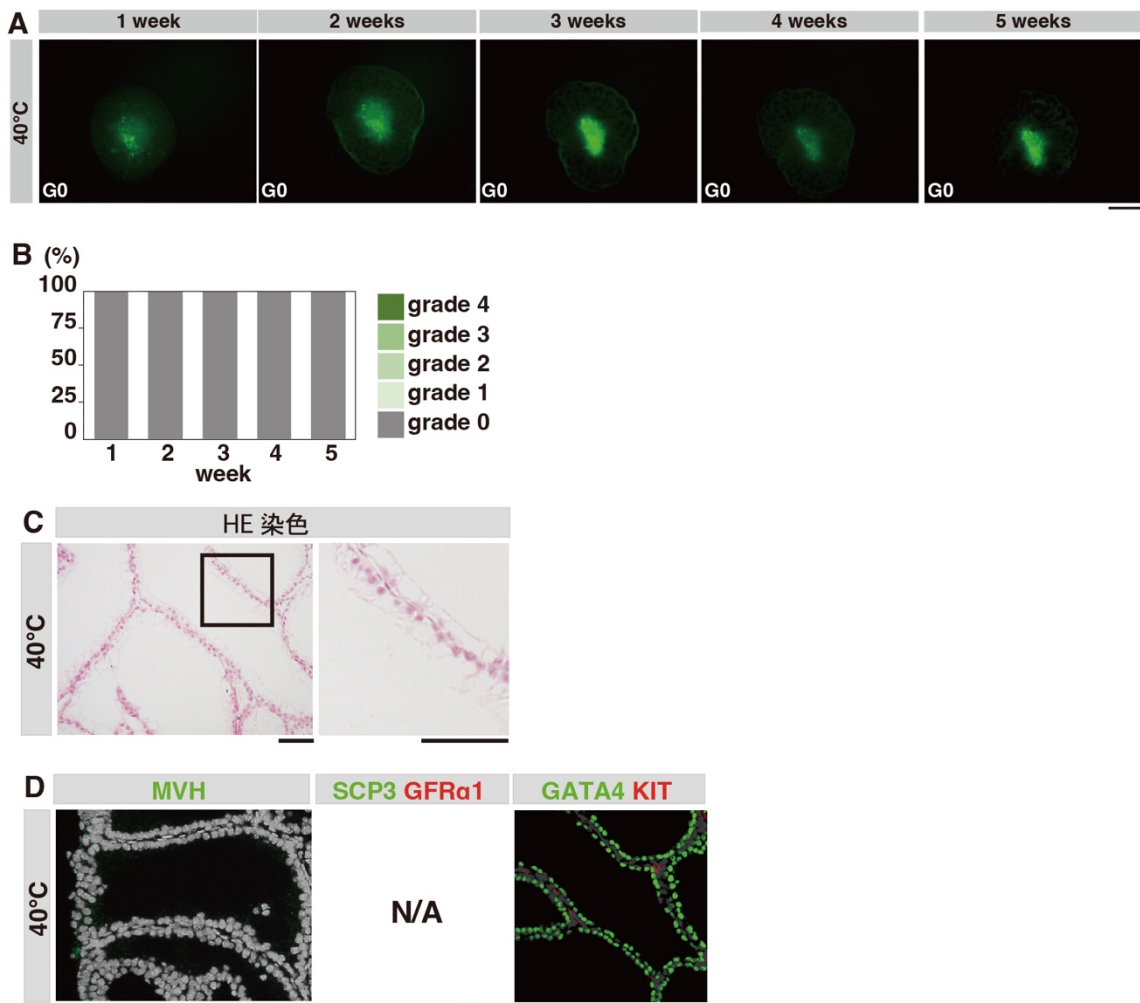 A
1 week
2 weeks
3 weeks
4 weeks
5 weeks
40°C
G0
G0
G0
G0
G0
B (%)
100
75
50
25
0
1 2 3 4 5
week
grade 4
grade 3
grade 2
grade 1
grade 0
C
HE 染色
40°C
D
MVH
SCP3 GFRα1
GATA4 KIT
40°C
N/A